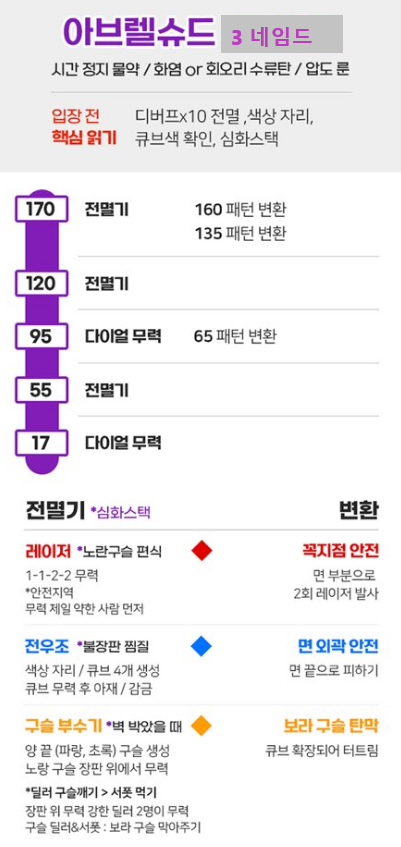 아브렐슈드 3 네임드
시간 정지 물약 / 화염 or 회오리 수류탄 / 압도 룬
입장 전 디버프x10 전멸 ,색상 자리,
핵심 읽기 큐브색 확인, 심화스택
170 전멸기 160 패턴 변환
135 패턴 변환
120 전멸기
95 다이얼 무력 65 패턴 변환
55 전멸기
17 다이얼 무력
전멸기 *심화스택 변환
레이저 *노란구슬 편식 꼭지점 안전
1-1-2-2 무력 면 부분으로
*안전지역 2회 레이저 발사
무력 제일 약한 사람 먼저
전우조 *불장판 찜질 면 외곽 안전
색상 자리 / 큐브 4개 생성 면 끝으로 피하기
큐브 무력 후 아재 / 감금
구슬 부수기 *벽 박았을 때 보라 구슬 탄막
양 끝 (파랑, 초록) 구슬 생성 큐브 확장되어 터트림
노랑 구슬 장판 위에서 무력
*딜러 구슬깨기 > 서폿 먹기
장판 위 무력 강한 딜러 2명이 무력
구슬 딜러&서폿 : 보라 구슬 막아주기